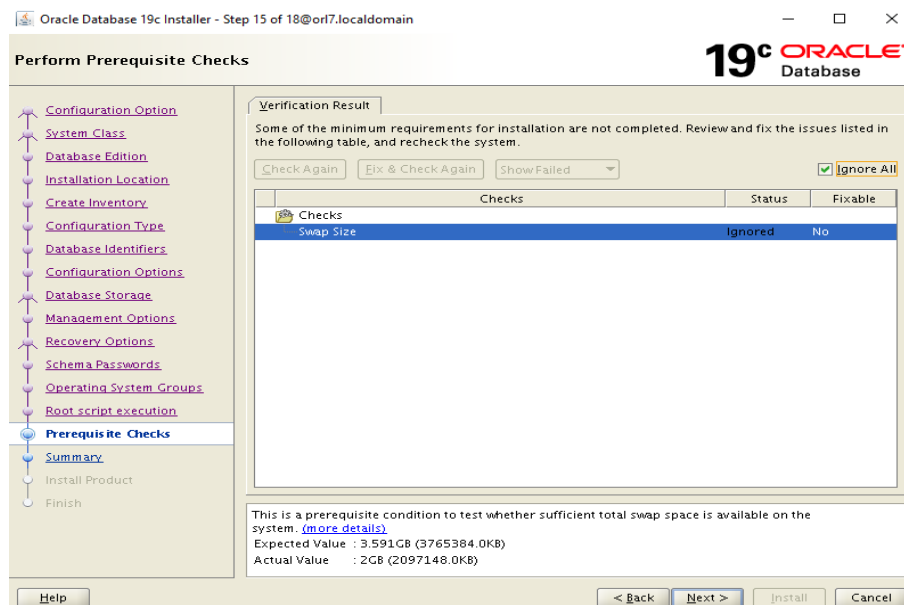 Oracle Database 19c Installer - Step 15 of 18@orl7.localdomain
Perform Prerequisite Checks
19c ORACLE
Database
Configuration Option
System Class
Database Edition
Installation Location
Create Inventory
Configuration Type
Database Identifiers
Configuration Options
Database Storage
Management Options
Recovery Options
Schema Passwords
Operating System Groups
Root script execution
Prerequisite Checks
Summary
Install Product
Finish
Verification Result
Some of the minimum requirements for installation are not completed. Review and fix the issues listed in
the following table, and recheck the system.
Check Again Fix & Check Again Show Failed Ignore All
Checks Status Fixable
Checks
Swap Size Ignored No
This is a prerequisite condition to test whether sufficient total swap space is available on the
system. (more details)
Expected Value : 3.591GB (3765384.0KB)
Actual Value : 2GB (2097148.0KB)
Help < Back Next > Install Cancel